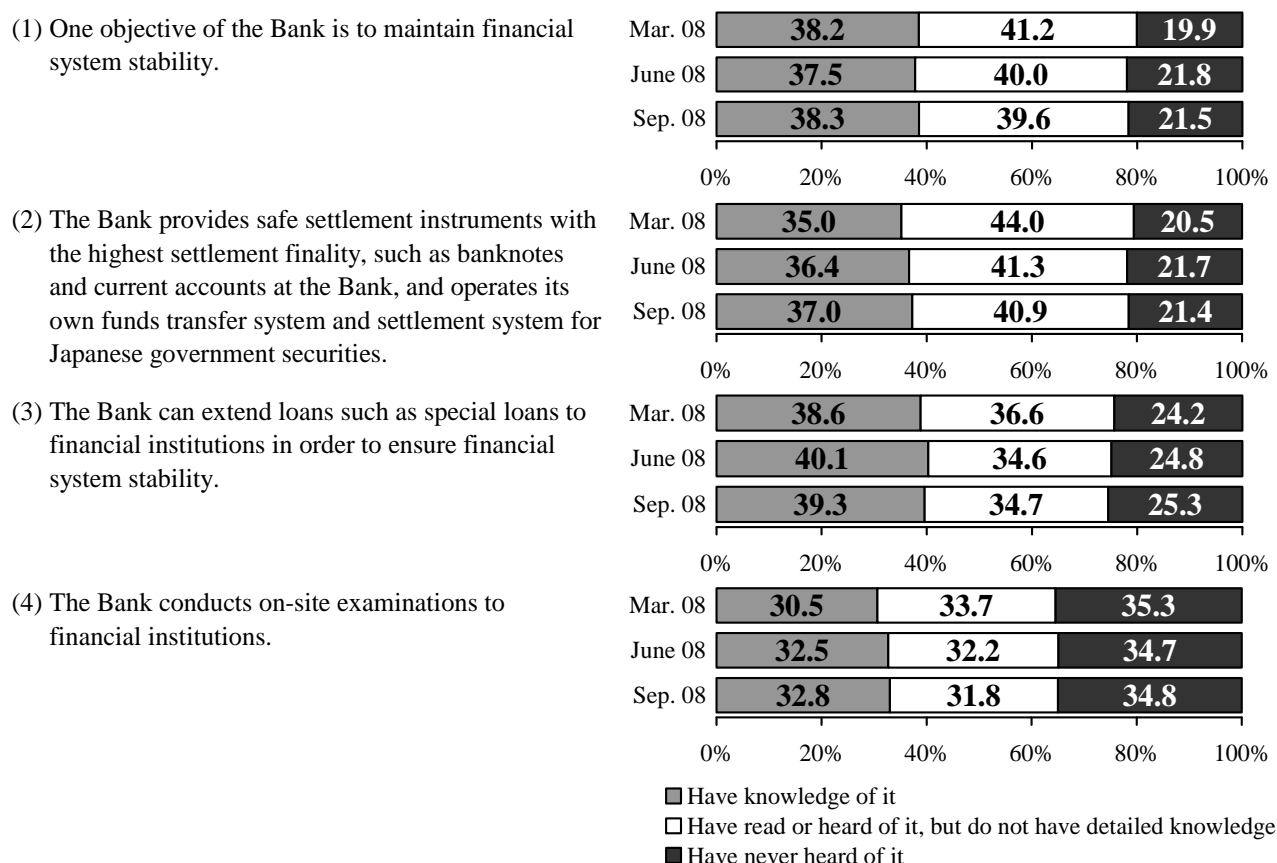 (1) One objective of the Bank is to maintain financial
system stability.
Mar. 08 38.2 41.2 19.9
June 08 37.5 40.0 21.8
Sep. 08 38.3 39.6 21.5
0% 20% 40% 60% 80% 100%
(2) The Bank provides safe settlement instruments with
the highest settlement finality, such as banknotes
and current accounts at the Bank, and operates its
own funds transfer system and settlement system for
Japanese government securities.
Mar. 08 35.0 44.0 20.5
June 08 36.4 41.3 21.7
Sep. 08 37.0 40.9 21.4
0% 20% 40% 60% 80% 100%
(3) The Bank can extend loans such as special loans to
financial institutions in order to ensure financial
system stability.
Mar. 08 38.6 36.6 24.2
June 08 40.1 34.6 24.8
Sep. 08 39.3 34.7 25.3
0% 20% 40% 60% 80% 100%
(4) The Bank conducts on-site examinations to
financial institutions.
Mar. 08 30.5 33.7 35.3
June 08 32.5 32.2 34.7
Sep. 08 32.8 31.8 34.8
0% 20% 40% 60% 80% 100%
Have knowledge of it
Have read or heard of it, but do not have detailed knowledge
Have never heard of it